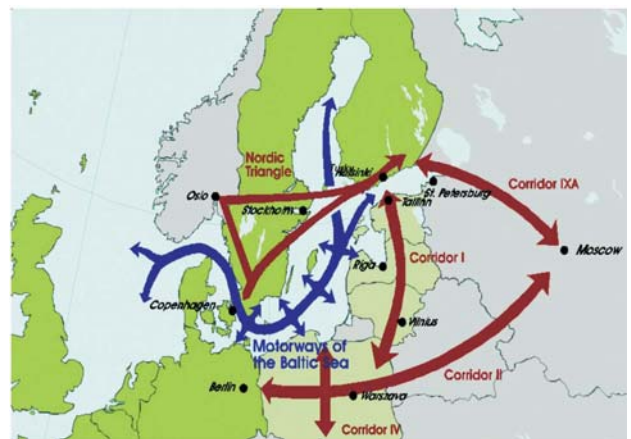 Nordic
Triangle
Helsinki
Oslo
Stockholm
St. Petersburg
Tallinn
Corridor IXA
Moscow
Riga
Corridor I
Copenhagen
Vilnius
Motorways of
the Baltic Sea
Corridor II
Berlin
Warszava
Corridor IV